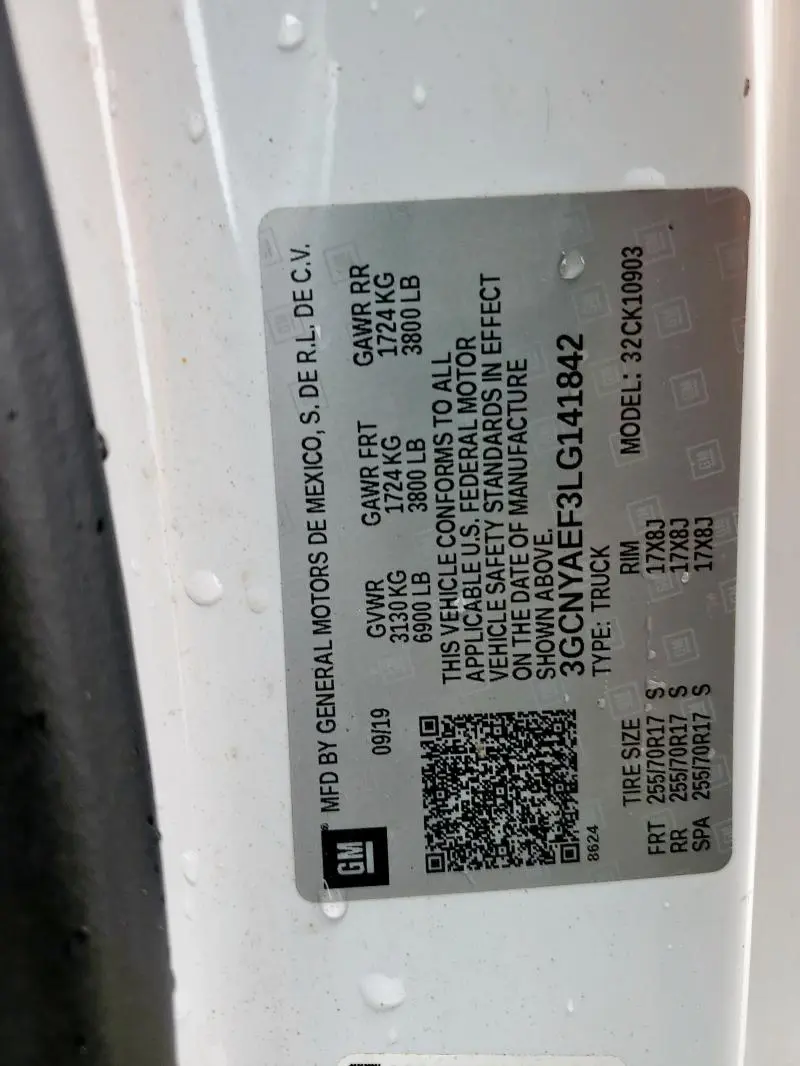 GM® MFD BY GENERAL MOTORS DE MEXICO, S. DE R.L. DE C.V.
09/19
GVWR GAWR FRT GAWR RR
3130 KG 1724 KG 1724 KG
6900 LB 3800 LB 3800 LB
THIS VEHICLE CONFORMS TO ALL
APPLICABLE U.S. FEDERAL MOTOR
VEHICLE SAFETY STANDARDS IN EFFECT
ON THE DATE OF MANUFACTURE
SHOWN ABOVE.
3GCNYAEF3LG141842
8624 TYPE: TRUCK
TIRE SIZE RIM MODEL: 32CK10903
FRT 255/70R17 S 17X8J
RR 255/70R17 S 17X8J
SPA 255/70R17 S 17X8J